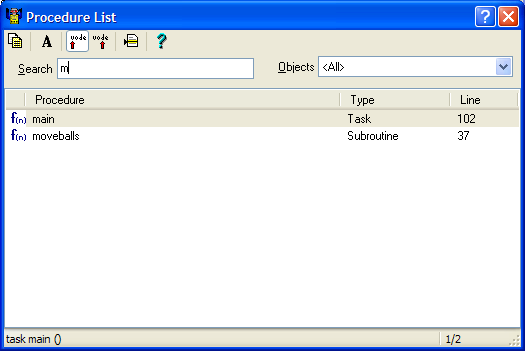 Procedure List
Search m Objects <All>
Procedure Type Line
f(n) main Task 102
f(n) moveballs Subroutine 37
task main () 1/2